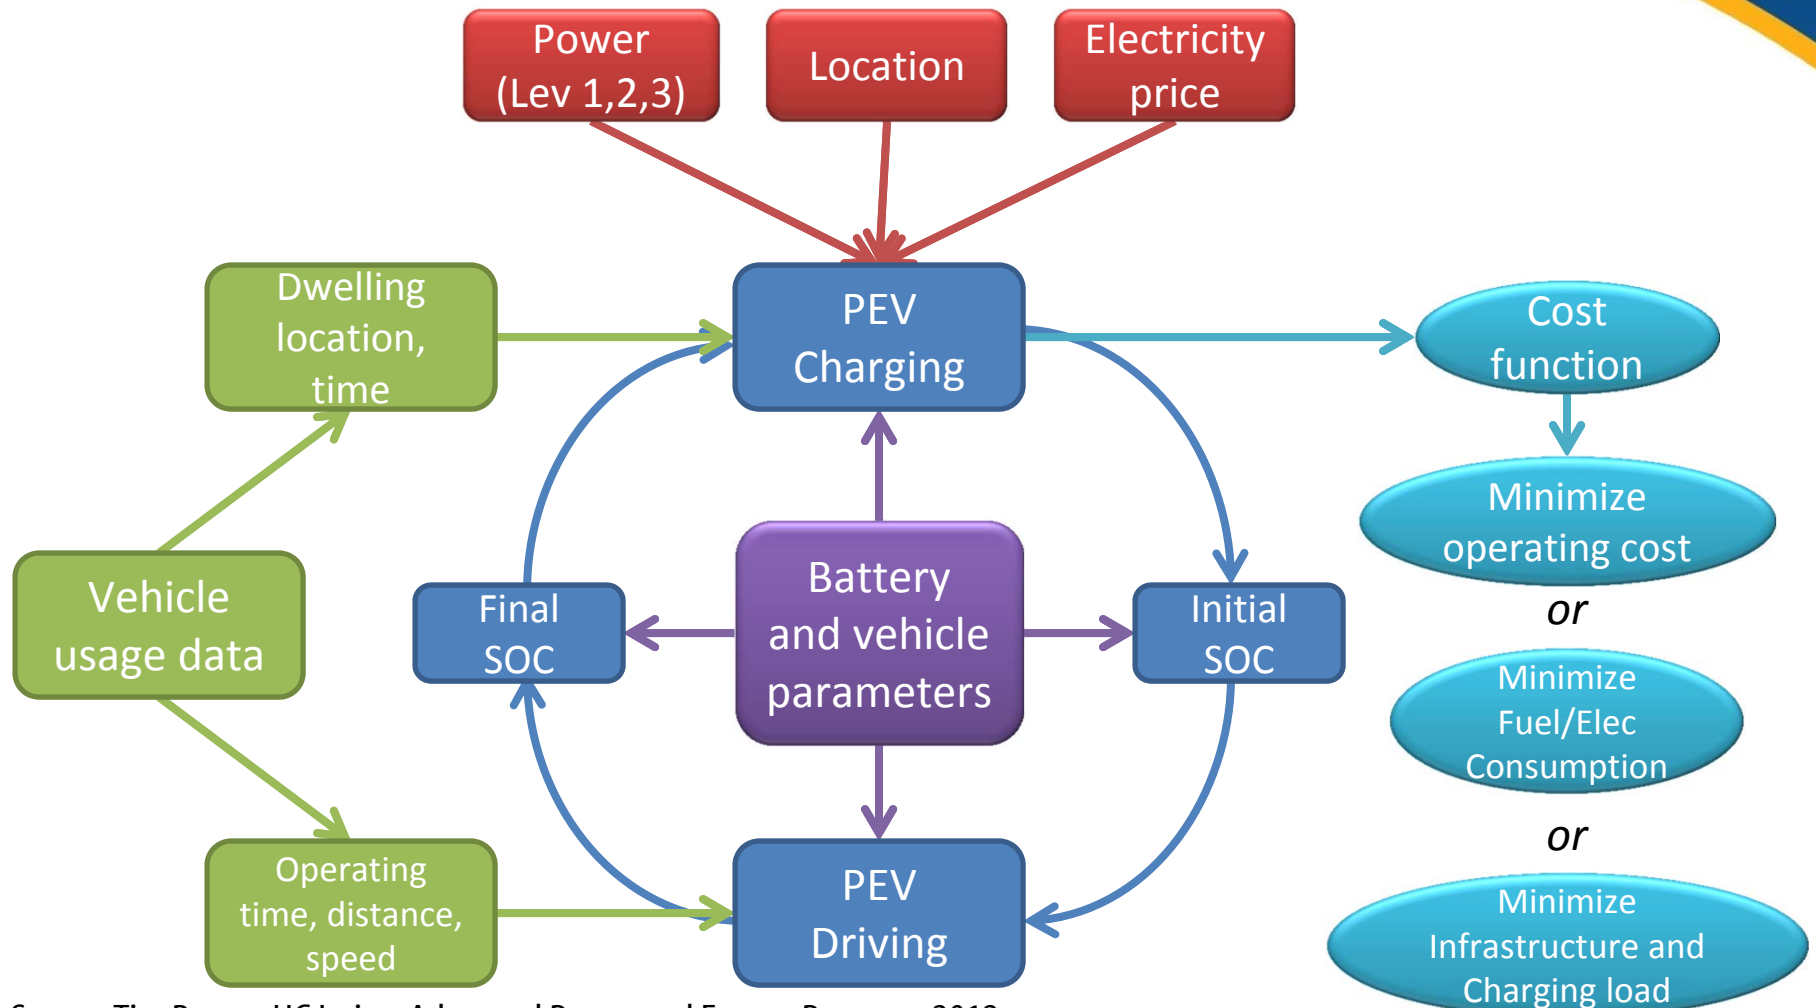 Power
(Lev 1,2,3)
Location
Electricity
price
Dwelling
location,
time
PEV
Charging
Cost
function
Minimize
operating cost
or
Vehicle
usage data
Final
SOC
Battery
and vehicle
parameters
Initial
SOC
Minimize
Fuel/Elec
Consumption
or
Operating
time, distance,
speed
PEV
Driving
Minimize
Infrastructure and
Charging load